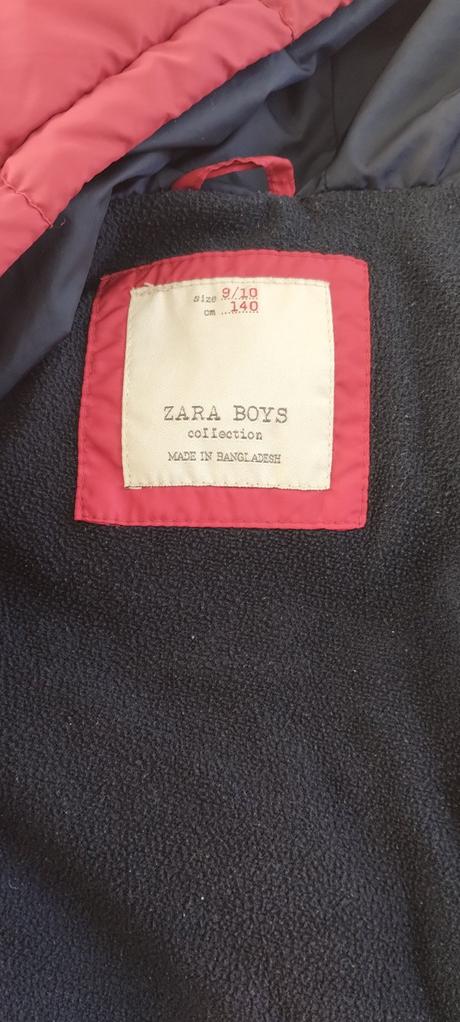 size 9/10
cm 140
ZARA BOYS
collection
MADE IN BANGLADESH